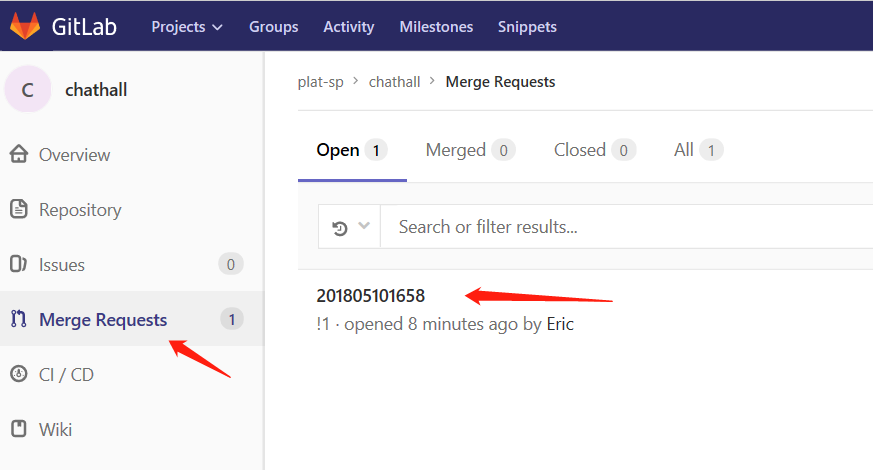 GitLab Projects Groups Activity Milestones Snippets
C chathall
Overview
Repository
Issues 0
Merge Requests 1
CI / CD
Wiki
plat-sp > chathall > Merge Requests
Open 1 Merged 0 Closed 0 All 1
Search or filter results...
201805101658
!1 · opened 8 minutes ago by Eric